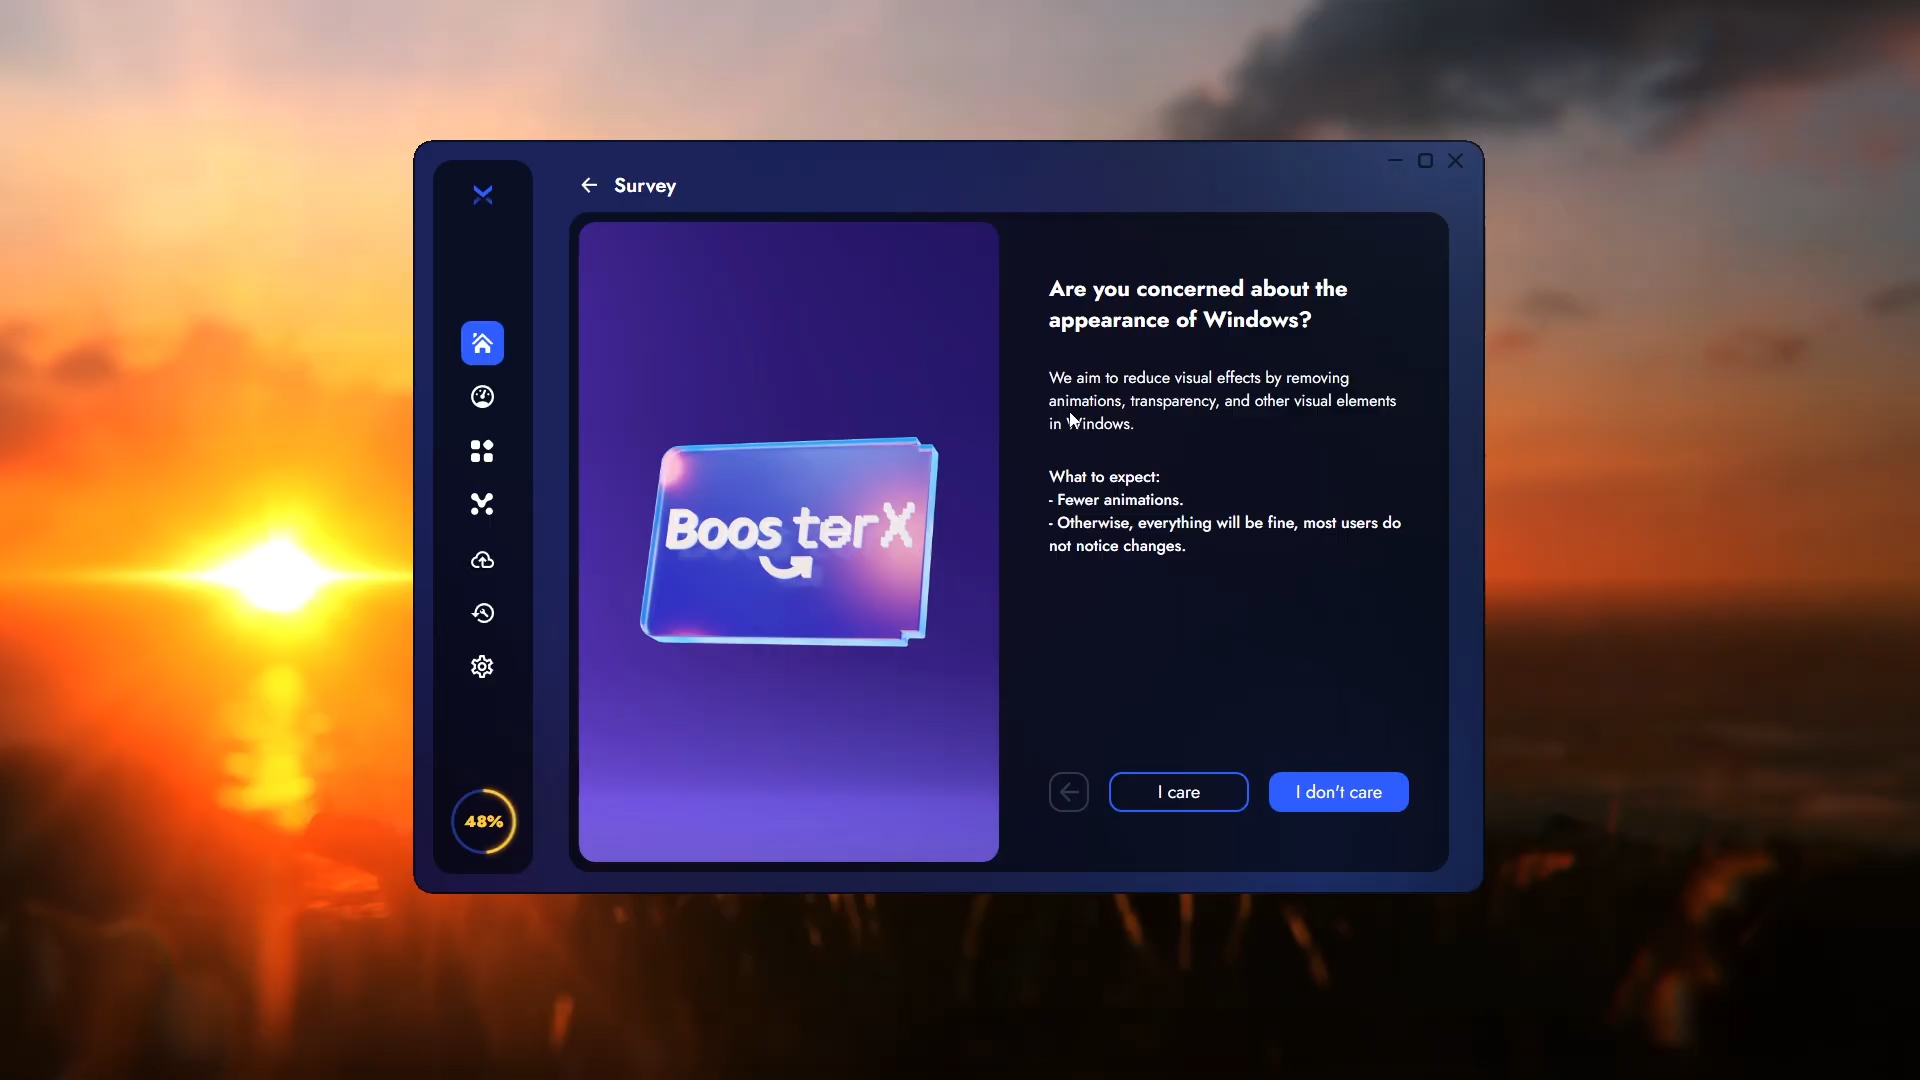 Survey
BoosterX
Are you concerned about the
appearance of Windows?
We aim to reduce visual effects by removing
animations, transparency, and other visual elements
in Windows.
What to expect:
- Fewer animations.
- Otherwise, everything will be fine, most users do
not notice changes.
I care
I don't care
48%